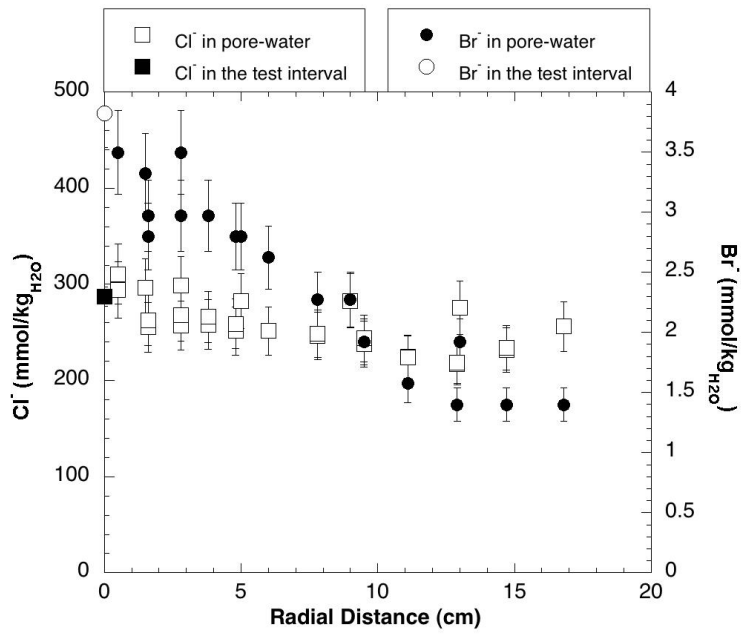 Cl⁻ in pore-water
Cl⁻ in the test interval
Br⁻ in pore-water
Br⁻ in the test interval
500
400
300
200
100
0
Cl⁻ (mmol/kg_H2O)
4
3.5
3
2.5
2
1.5
1
0.5
0
Br⁻ (mmol/kg_H2O)
0 5 10 15 20
Radial Distance (cm)